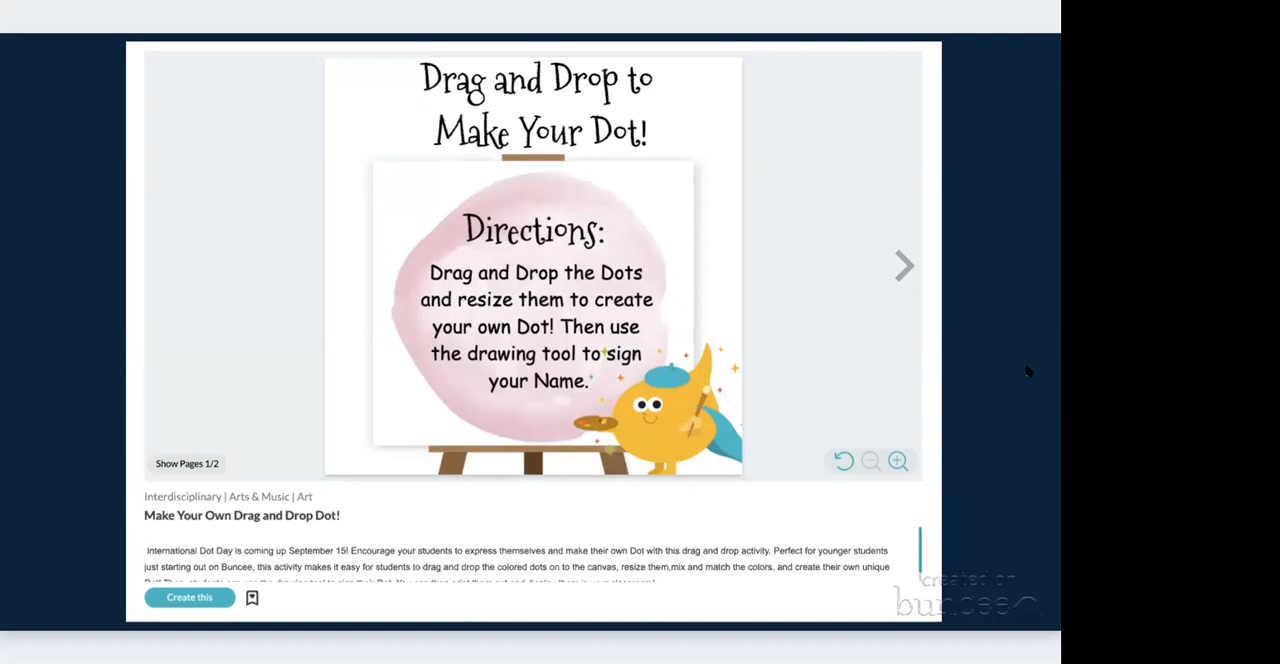 Drag and Drop to
Make Your Dot!
Directions:
Drag and Drop the Dots
and resize them to create
your own Dot! Then use
the drawing tool to sign
your Name.
Show Pages 1/2
Interdisciplinary | Arts & Music | Art
Make Your Own Drag and Drop Dot!
International Dot Day is coming up September 15! Encourage your students to express themselves and make their own Dot with this drag and drop activity. Perfect for younger students
just starting out on Buncee, this activity makes it easy for students to drag and drop the colored dots on to the canvas, resize them,mix and match the colors, and create their own unique
Create this
created on
buncee